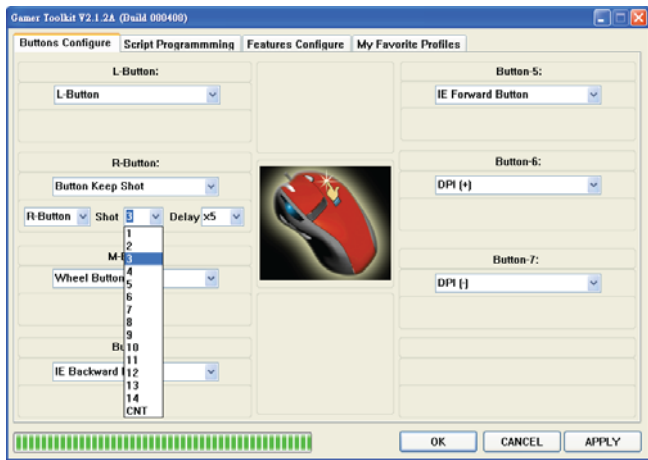 Gamer Toolkit V2.1.2A (Build 000400)
Buttons Configure Script Programmming Features Configure My Favorite Profiles
L-Button:
L-Button
R-Button:
Button Keep Shot
R-Button Shot 3 Delay x5
1
2
3
4
5
6
7
8
9
10
11
12
13
14
CNT
Wheel Button
IE Backward
Button-5:
IE Forward Button
Button-6:
DPI (+)
Button-7:
DPI (-)
OK CANCEL APPLY